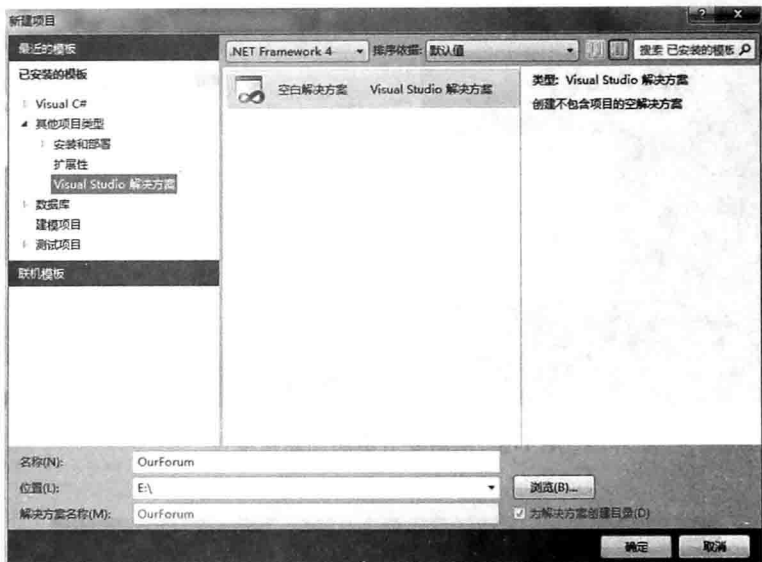 新建项目
最近的模板
.NET Framework 4 排序依据: 默认值 搜索 已安装的模板
已安装的模板
Visual C#
其他项目类型
安装和部署
扩展性
Visual Studio 解决方案
数据库
建模项目
测试项目
联机模板
空白解决方案 Visual Studio 解决方案
类型: Visual Studio 解决方案
创建不包含项目的空解决方案
名称(N): OurForum
位置(L): E:\
浏览(B)...
解决方案名称(M): OurForum
为解决方案创建目录(D)
确定 取消